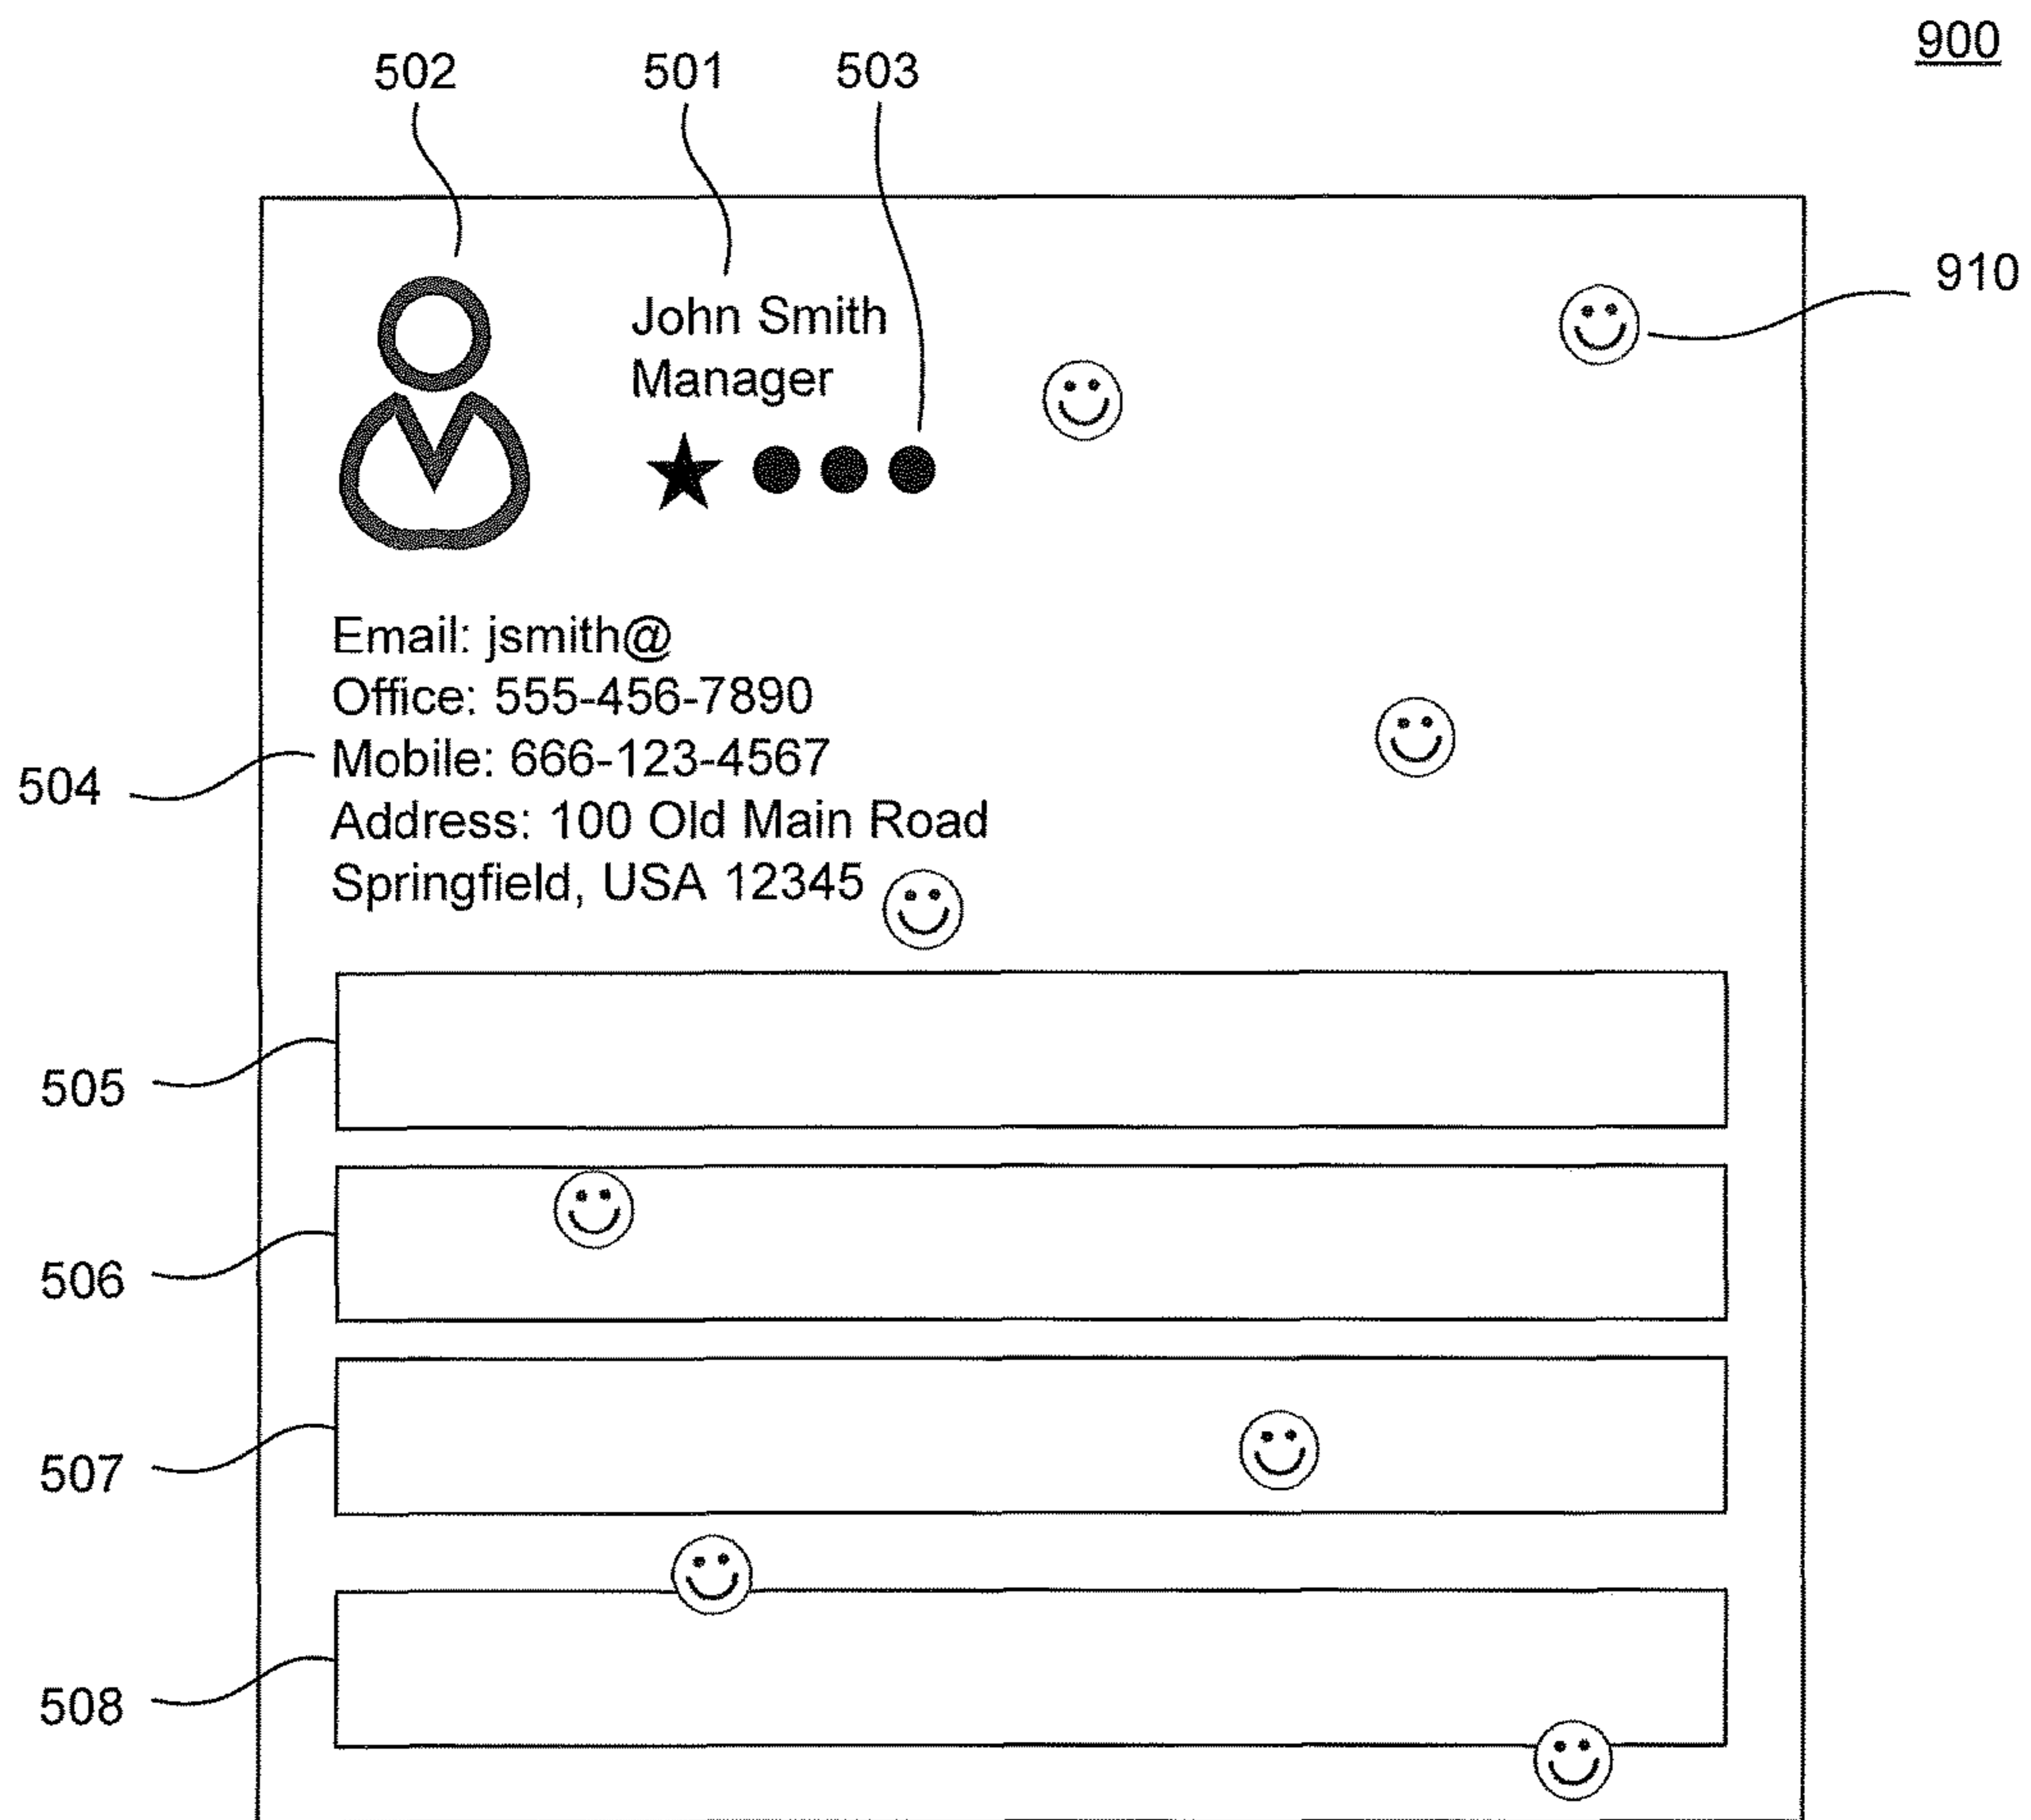 900
502 501 503
910
John Smith
Manager
Email: jsmith@
Office: 555-456-7890
Mobile: 666-123-4567
504
Address: 100 Old Main Road
Springfield, USA 12345
505
506
507
508